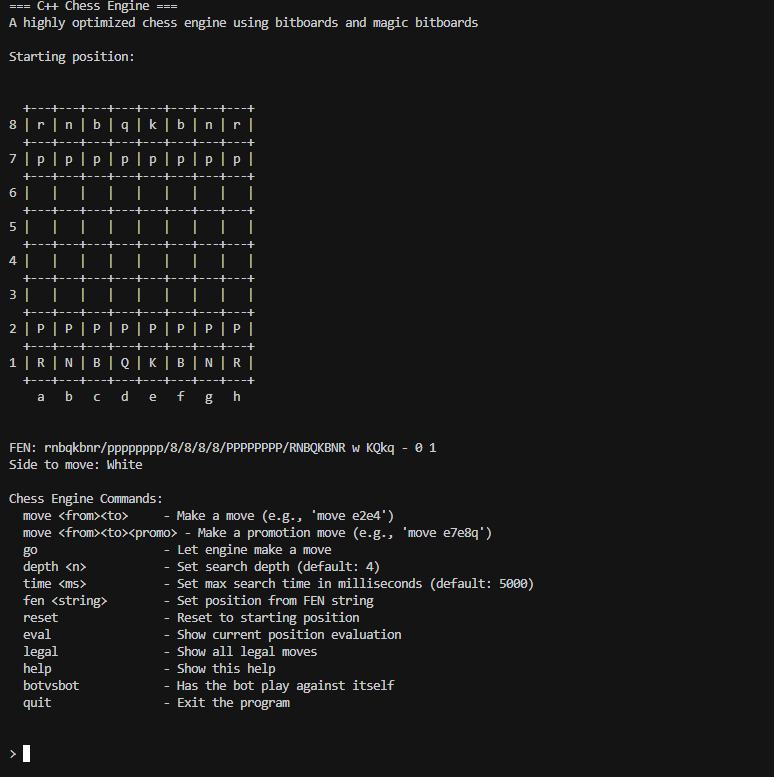 === C++ Chess Engine ===
A highly optimized chess engine using bitboards and magic bitboards
Starting position:
+---+---+---+---+---+---+---+---+
8 | r | n | b | q | k | b | n | r |
+---+---+---+---+---+---+---+---+
7 | p | p | p | p | p | p | p | p |
+---+---+---+---+---+---+---+---+
6 |   |   |   |   |   |   |   |   |
+---+---+---+---+---+---+---+---+
5 |   |   |   |   |   |   |   |   |
+---+---+---+---+---+---+---+---+
4 |   |   |   |   |   |   |   |   |
+---+---+---+---+---+---+---+---+
3 |   |   |   |   |   |   |   |   |
+---+---+---+---+---+---+---+---+
2 | P | P | P | P | P | P | P | P |
+---+---+---+---+---+---+---+---+
1 | R | N | B | Q | K | B | N | R |
+---+---+---+---+---+---+---+---+
a   b   c   d   e   f   g   h
FEN: rnbqkbnr/pppppppp/8/8/8/8/PPPPPPPP/RNBQKBNR w KQkq - 0 1
Side to move: White
Chess Engine Commands:
move <from><to>     - Make a move (e.g., 'move e2e4')
move <from><to><promo> - Make a promotion move (e.g., 'move e7e8q')
go                  - Let engine make a move
depth <n>           - Set search depth (default: 4)
time <ms>           - Set max search time in milliseconds (default: 5000)
fen <string>        - Set position from FEN string
reset               - Reset to starting position
eval                - Show current position evaluation
legal               - Show all legal moves
help                - Show this help
botvsbot            - Has the bot play against itself
quit                - Exit the program
>